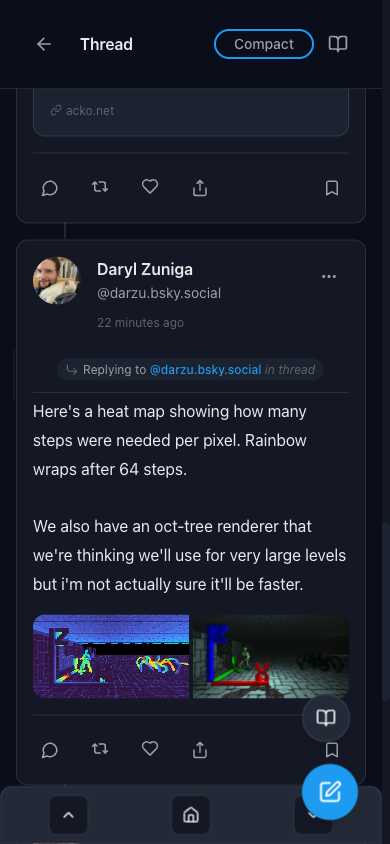 Thread
Compact
acko.net
Daryl Zuniga
@darzu.bsky.social
22 minutes ago
Replying to @darzu.bsky.social in thread
Here's a heat map showing how many
steps were needed per pixel. Rainbow
wraps after 64 steps.
We also have an oct-tree renderer that
we're thinking we'll use for very large levels
but i'm not actually sure it'll be faster.